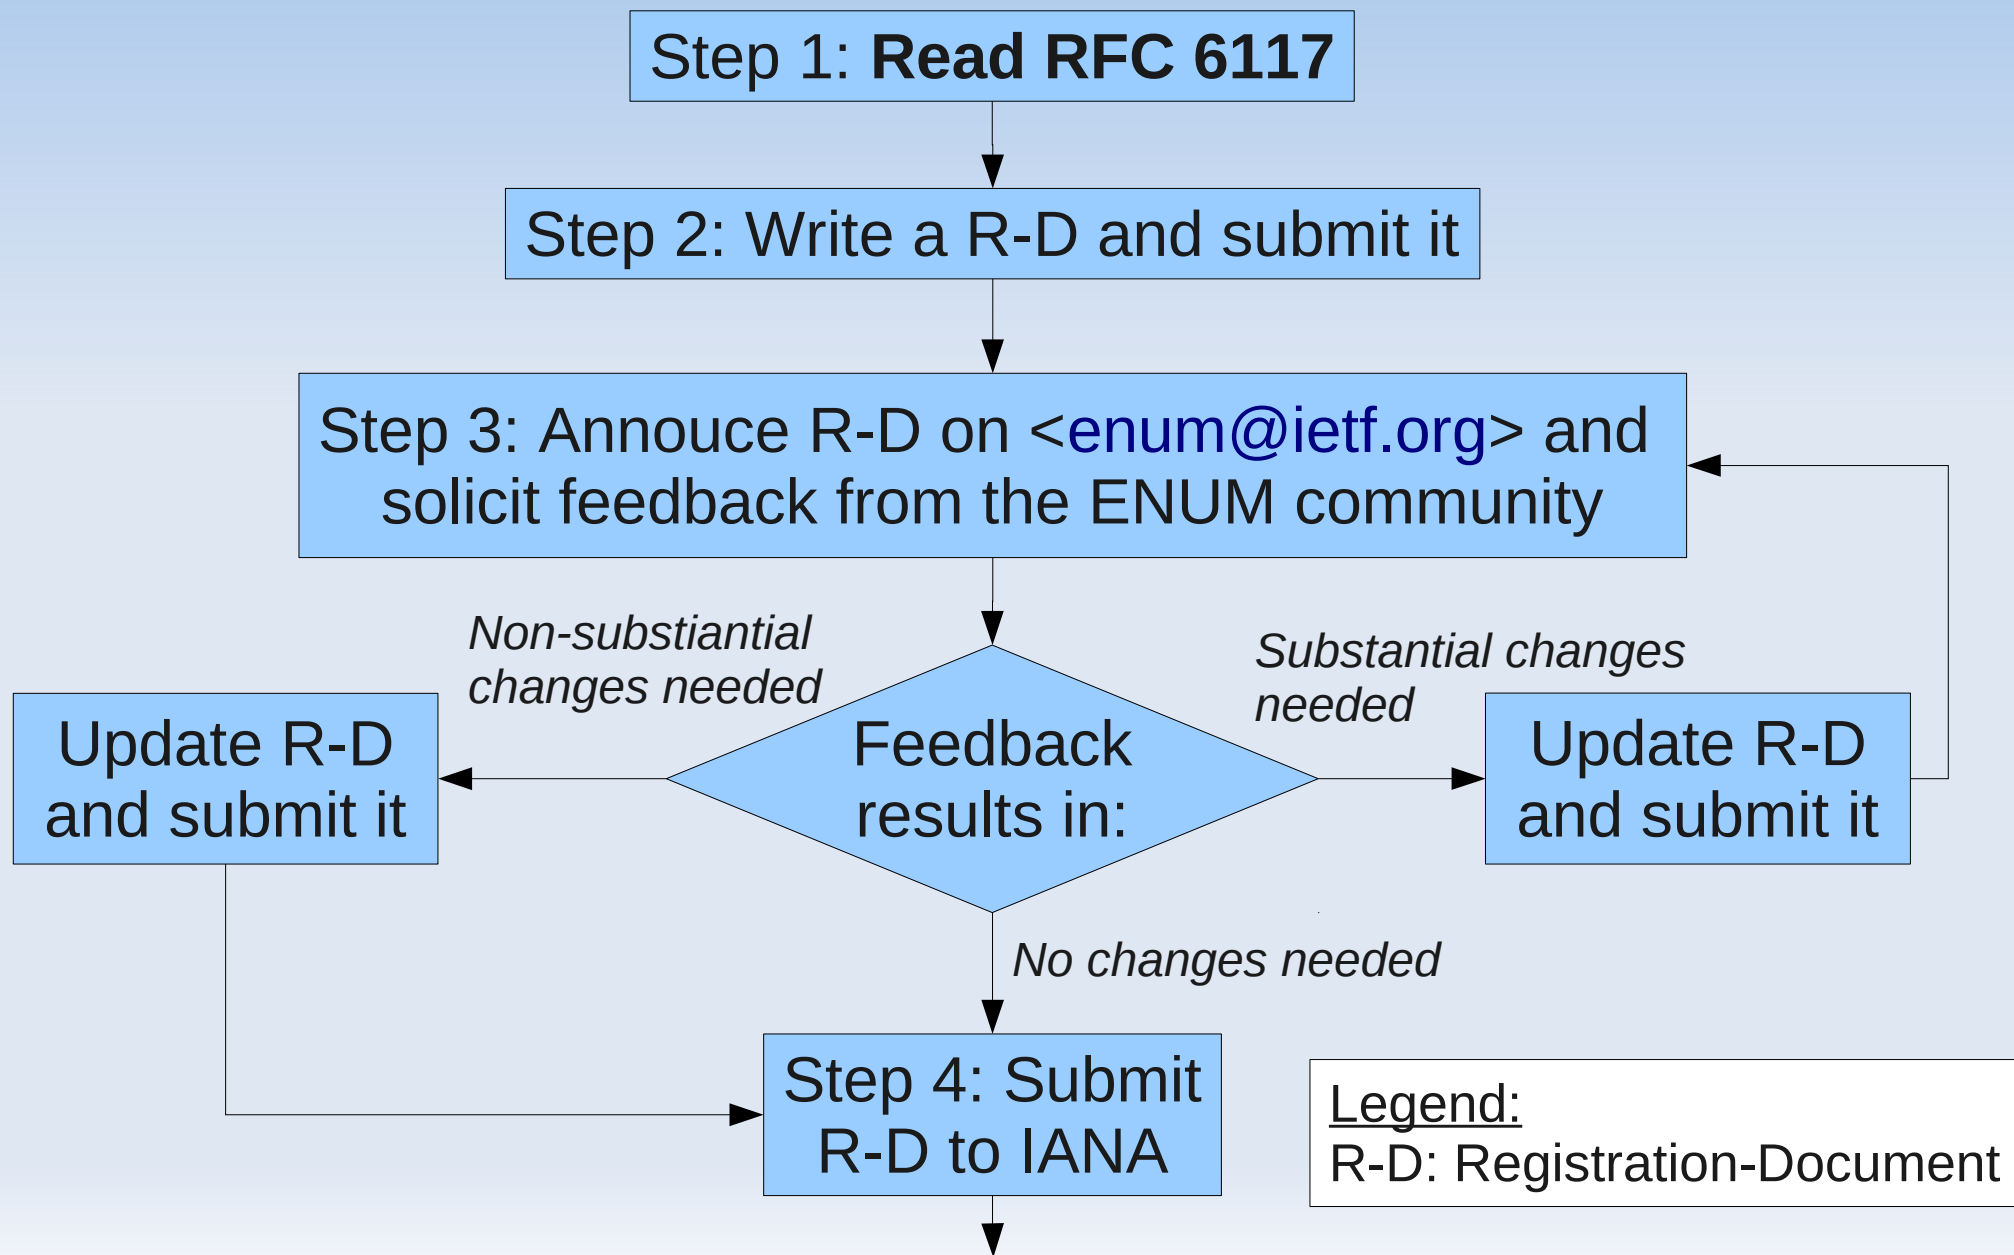 Step 1: Read RFC 6117
Step 2: Write a R-D and submit it
Step 3: Annouce R-D on <enum@ietf.org> and
solicit feedback from the ENUM community
Non-substiantial
changes needed
Substantial changes
needed
Update R-D
and submit it
Feedback
results in:
Update R-D
and submit it
No changes needed
Step 4: Submit
R-D to IANA
Legend:
R-D: Registration-Document